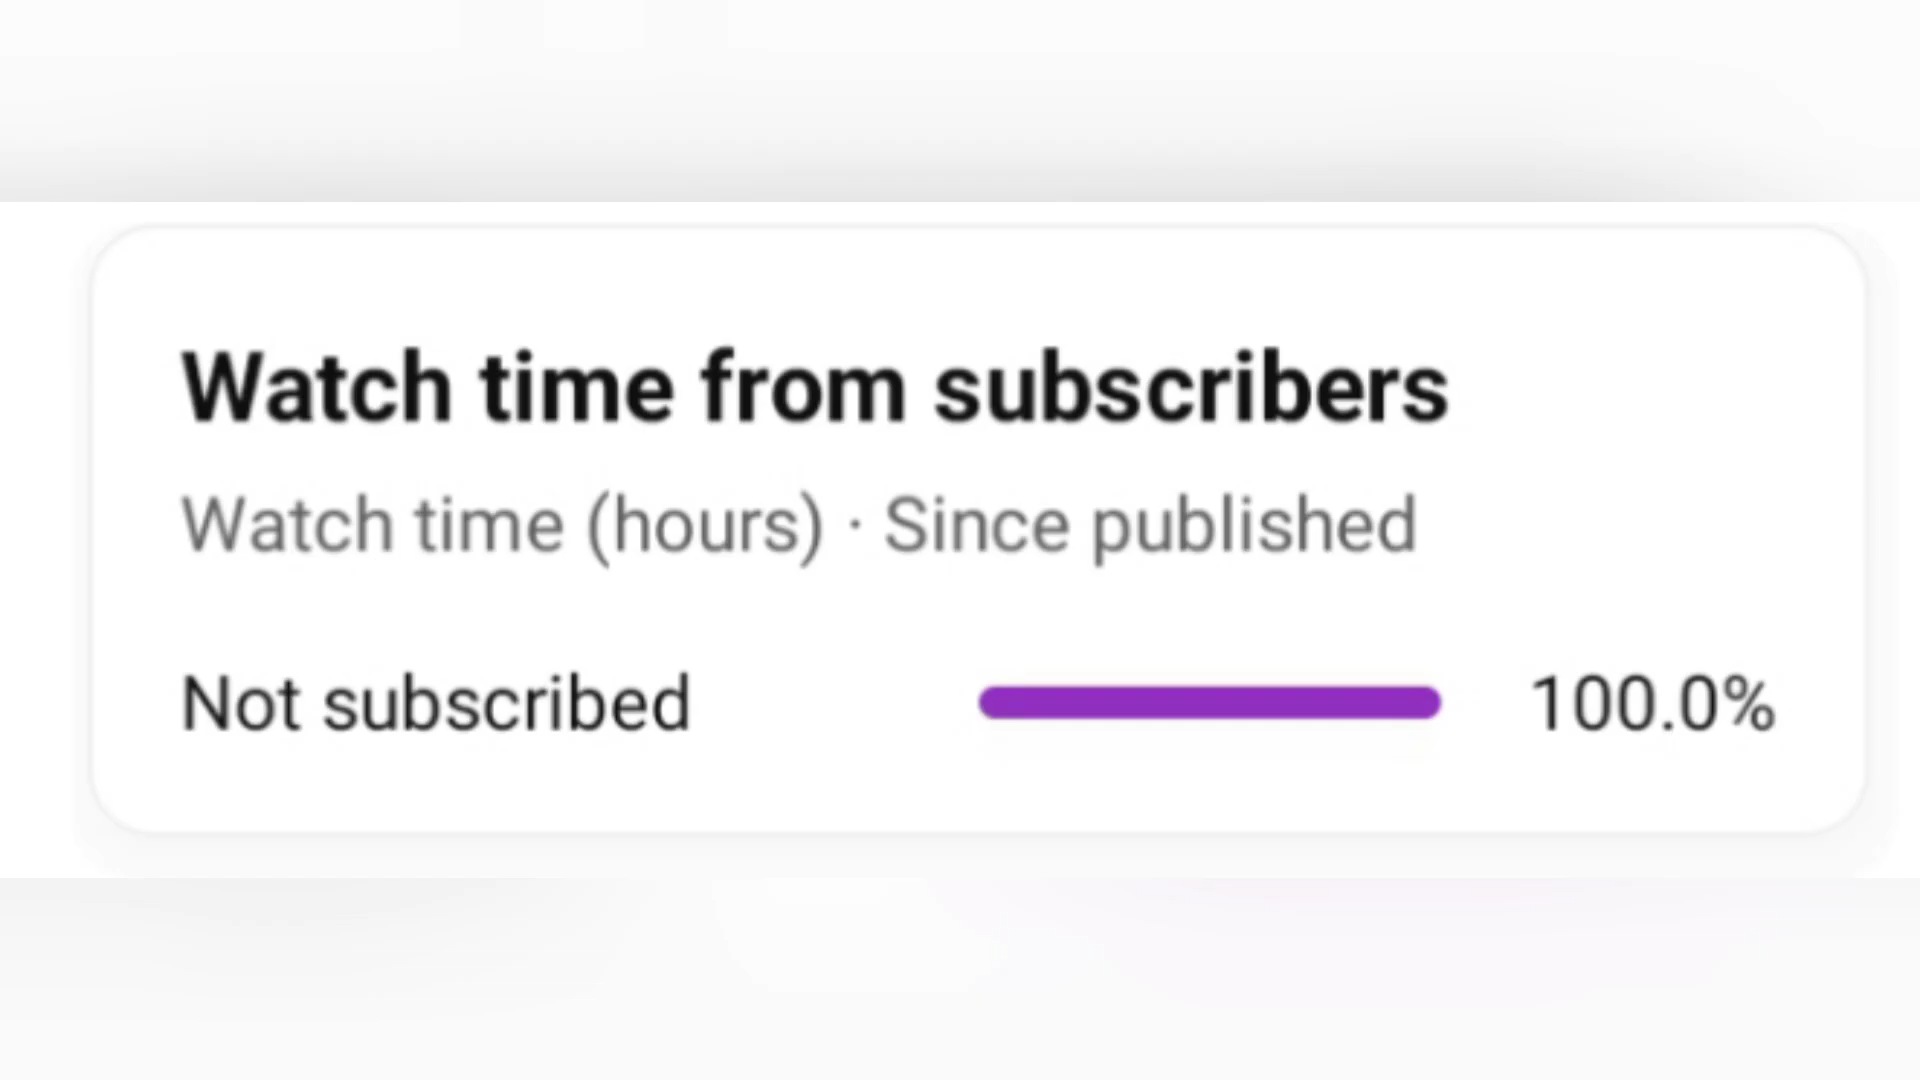 Watch time from subscribers
Watch time (hours) · Since published
Not subscribed 100.0%